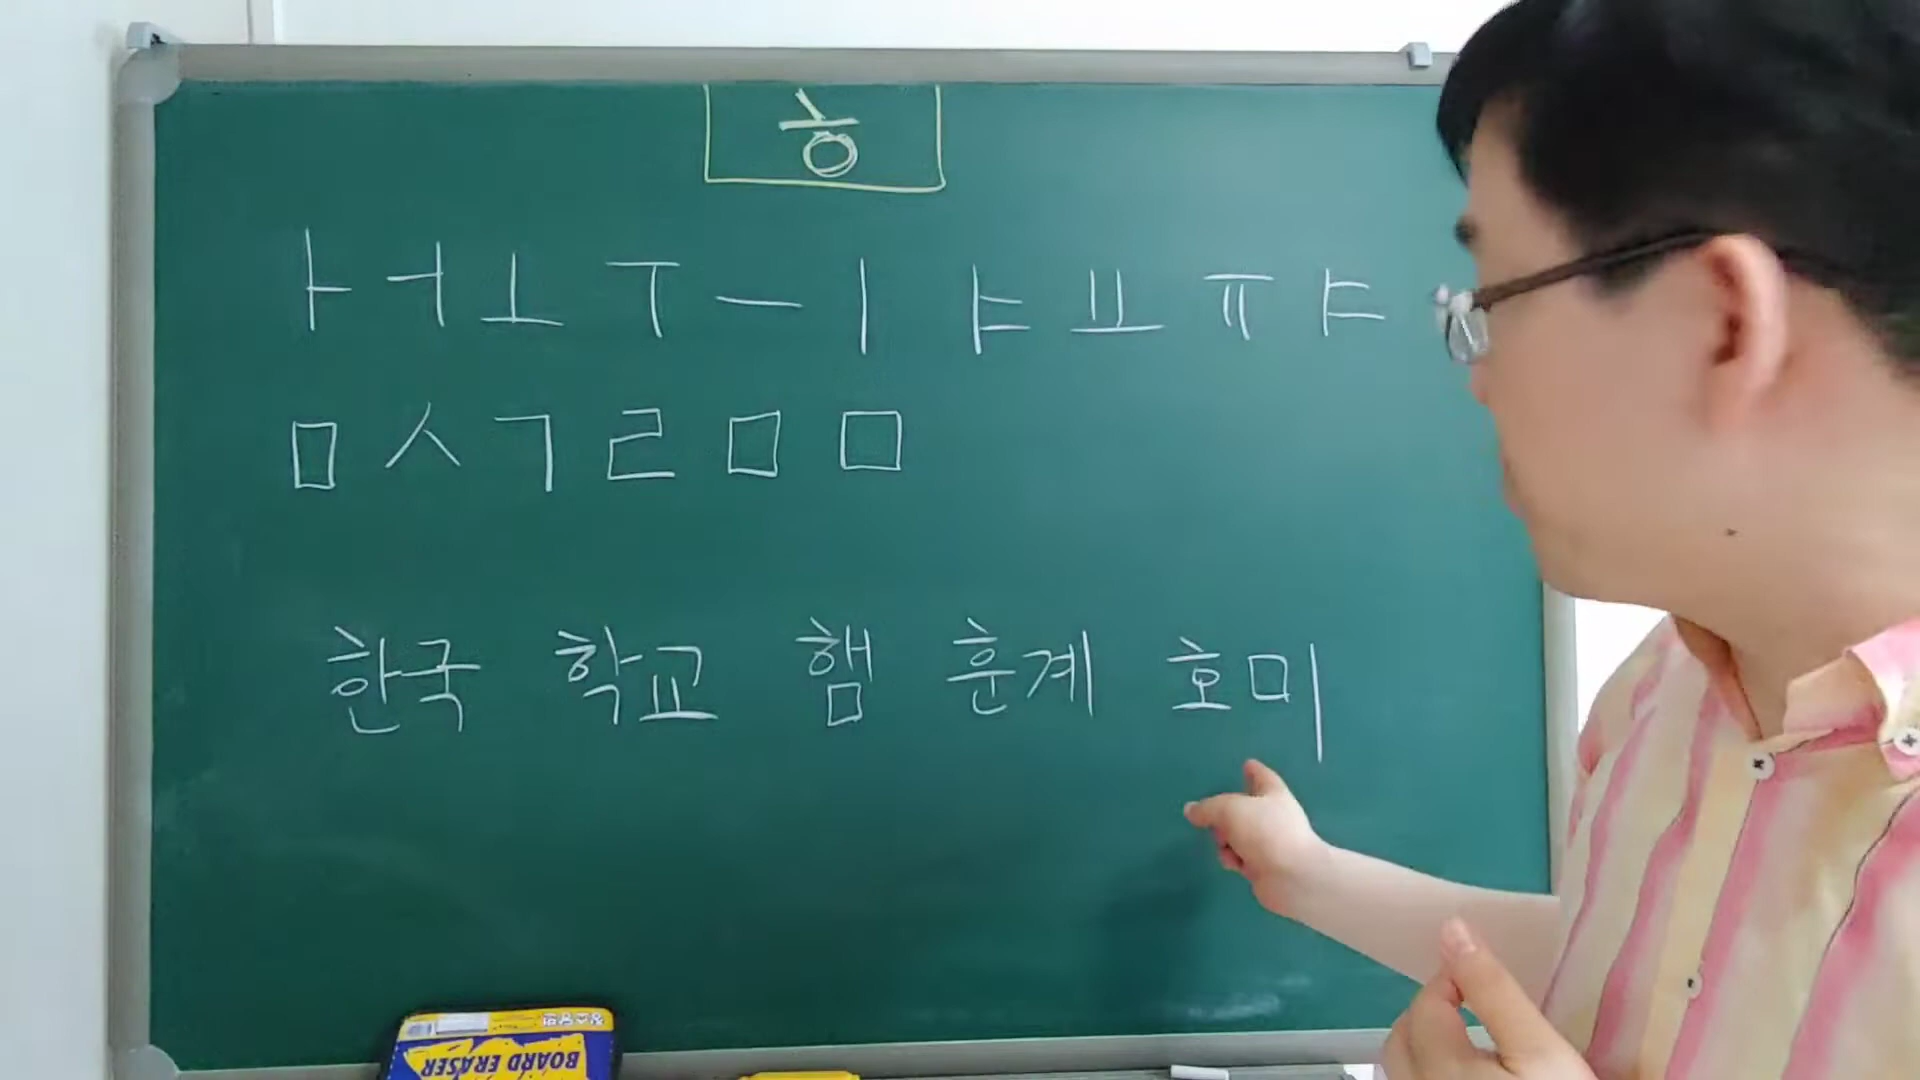 ㅎ
ㅏ ㅓ ㅗ ㅜ ㅡ ㅣ ㅑ ㅛ ㅠ ㅑ
ㅁ ㅅ ㄱ ㄹ ㅁ ㅁ
한국 학교 햄 훈계 호미
BOARD ERASER